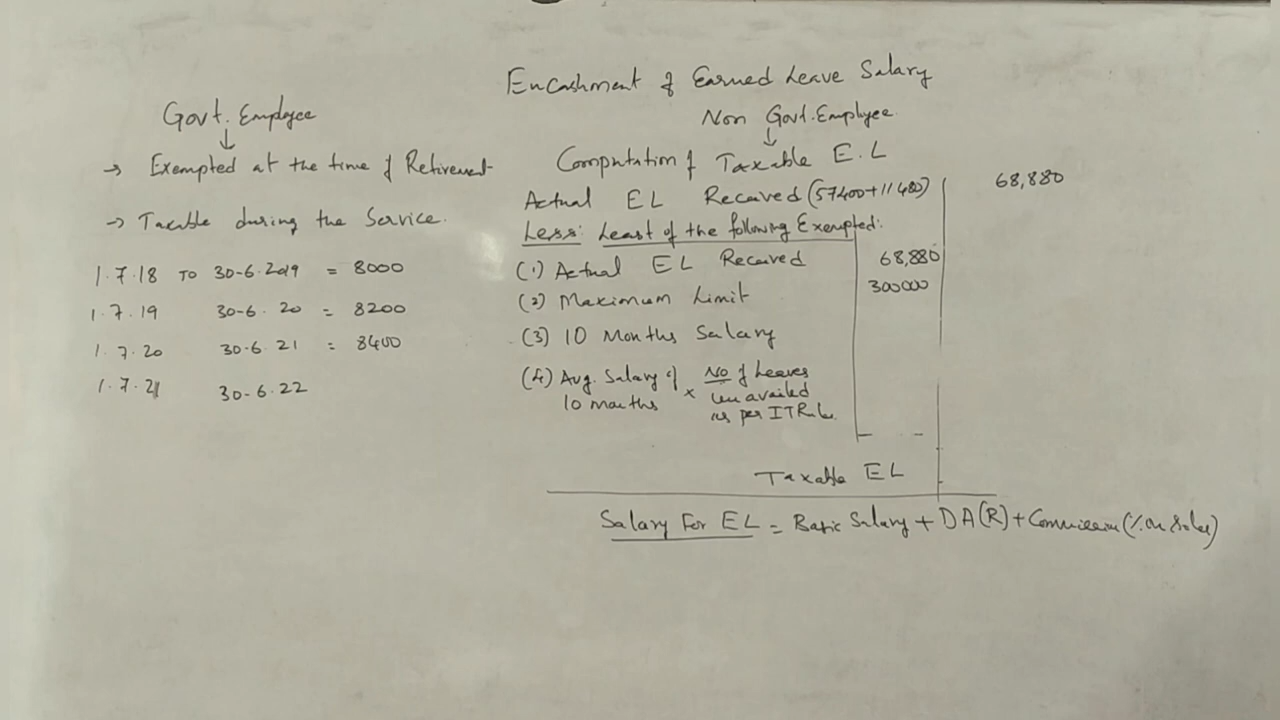 Encashment of Earned Leave Salary
Govt. Employee
→ Exempted at the time of Retirement
→ Taxable during the Service.
1.7.18 TO 30-6.2019 = 8000
1.7.19 30-6.20 = 8200
1.7.20 30-6.21 = 8400
1.7.21 30-6.22
Non Govt. Employee.
Computation of Taxable E.L
Actual EL Received (57400+11480) 68,880
Less: Least of the following Exempted:
(1) Actual EL Received 68,880
(2) Maximum Limit 300000
(3) 10 Months Salary
(4) Avg. Salary of 10 months × No of Leaves
unavailed
as per IT Rule.
Taxable EL
Salary For EL = Basic Salary + DA(R) + Commission (% on Sales)